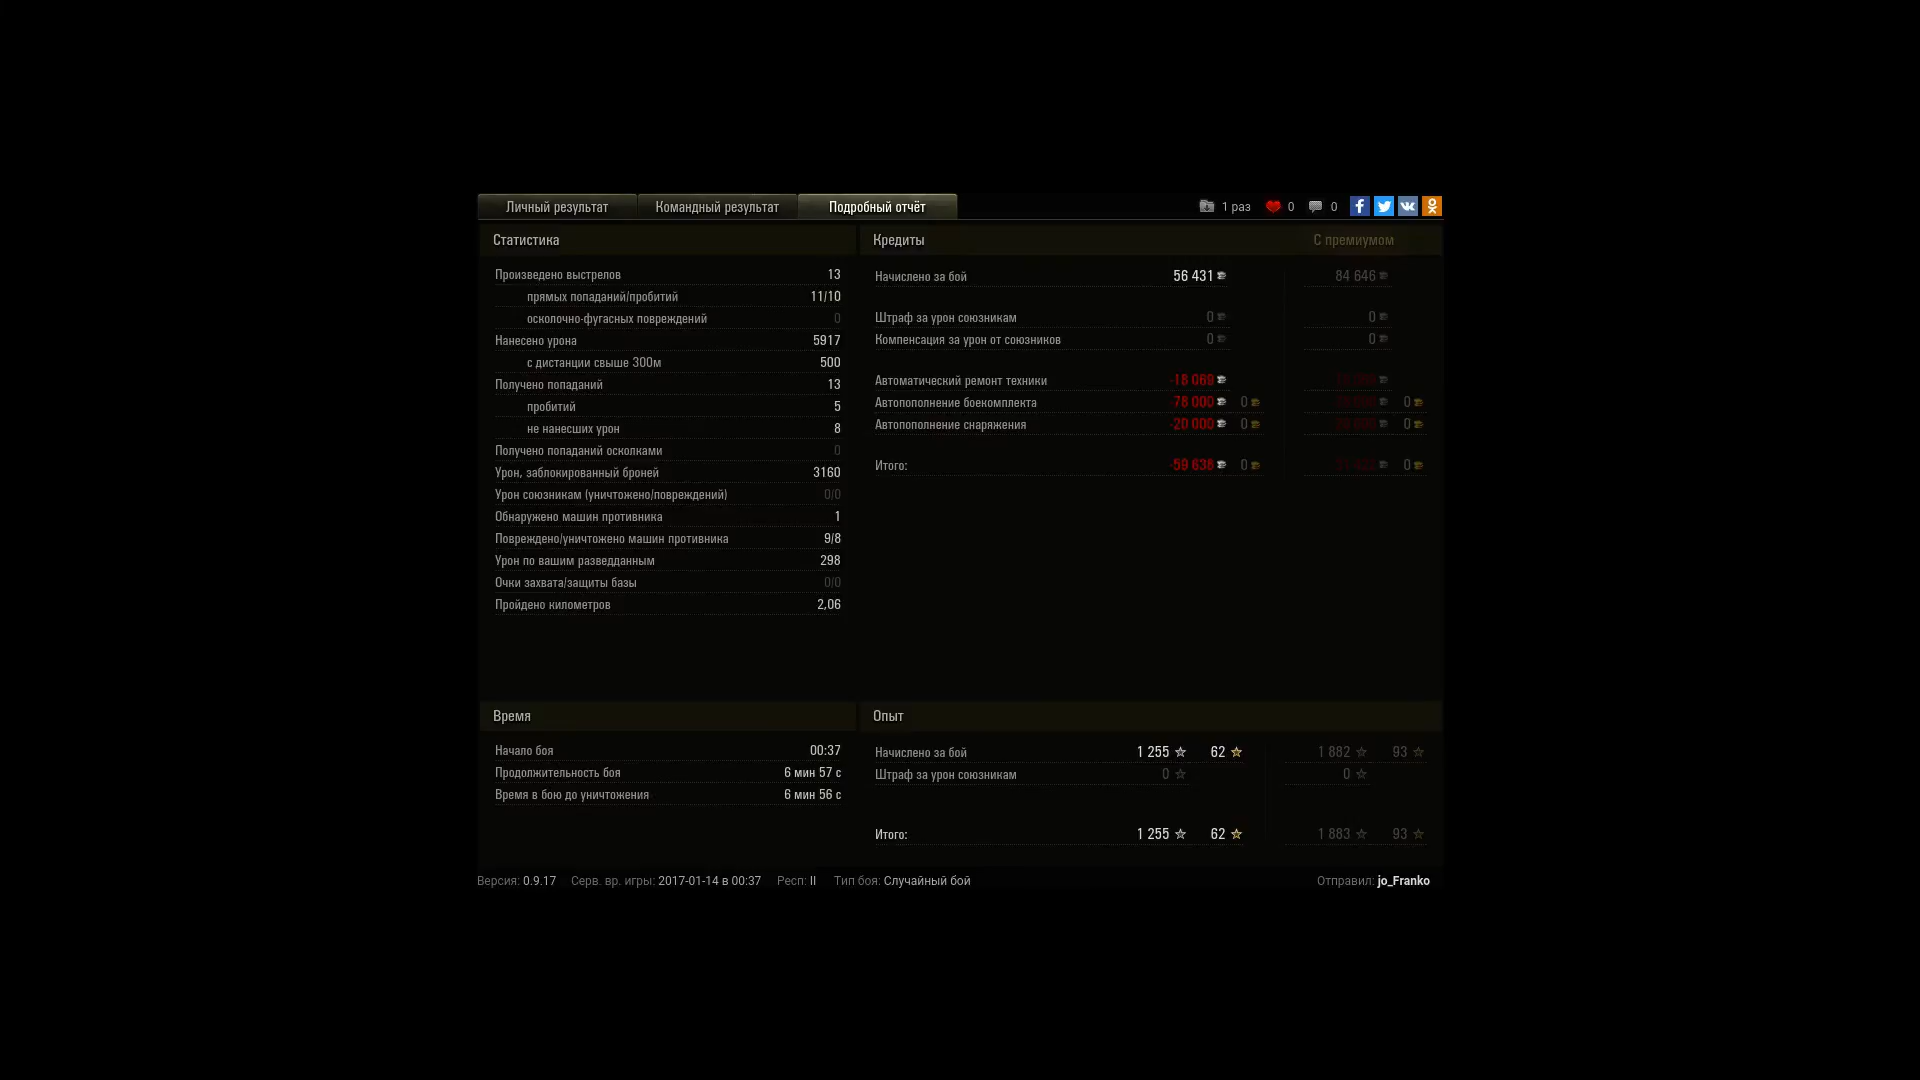 Личный результат Командный результат Подробный отчёт 1 раз 0 0
Статистика
Произведено выстрелов 13
прямых попаданий/пробитий 11/10
осколочно-фугасных повреждений 0
Нанесено урона 5917
с дистанции свыше 300м 500
Получено попаданий 13
пробитий 5
не нанесших урон 8
Получено попаданий осколками 0
Урон, заблокированный броней 3160
Урон союзникам (уничтожено/повреждений) 0/0
Обнаружено машин противника 1
Повреждено/уничтожено машин противника 9/8
Урон по вашим разведданным 298
Очки захвата/защиты базы 0/0
Пройдено километров 2,06
Кредиты С премиумом
Начислено за бой 56 431 84 646
Штраф за урон союзникам 0 0
Компенсация за урон от союзников 0 0
Автоматический ремонт техники -18 069
Автопополнение боекомплекта -78 000 0 0
Автопополнение снаряжения -20 000 0 0
Итого: -59 638 0 0
Время
Начало боя 00:37
Продолжительность боя 6 мин 57 с
Время в бою до уничтожения 6 мин 56 с
Опыт
Начислено за бой 1 255 62 1 882 93
Штраф за урон союзникам 0 0
Итого: 1 255 62 1 883 93
Версия: 0.9.17 Серв. вр. игры: 2017-01-14 в 00:37 Респ: II Тип боя: Случайный бой Отправил: jo_Franko